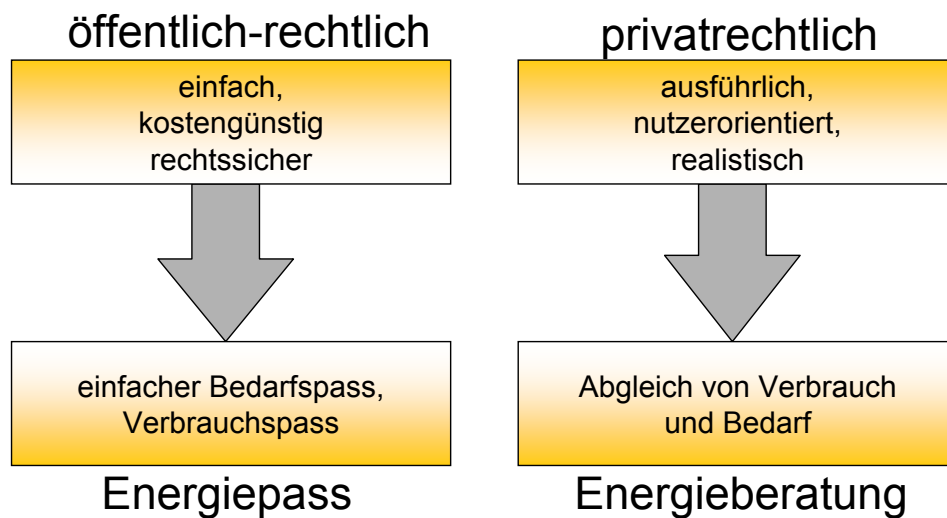 öffentlich-rechtlich
einfach,
kostengünstig
rechtssicher
einfacher Bedarfspass,
Verbrauchspass
Energiepass
privatrechtlich
ausführlich,
nutzerorientiert,
realistisch
Abgleich von Verbrauch
und Bedarf
Energieberatung